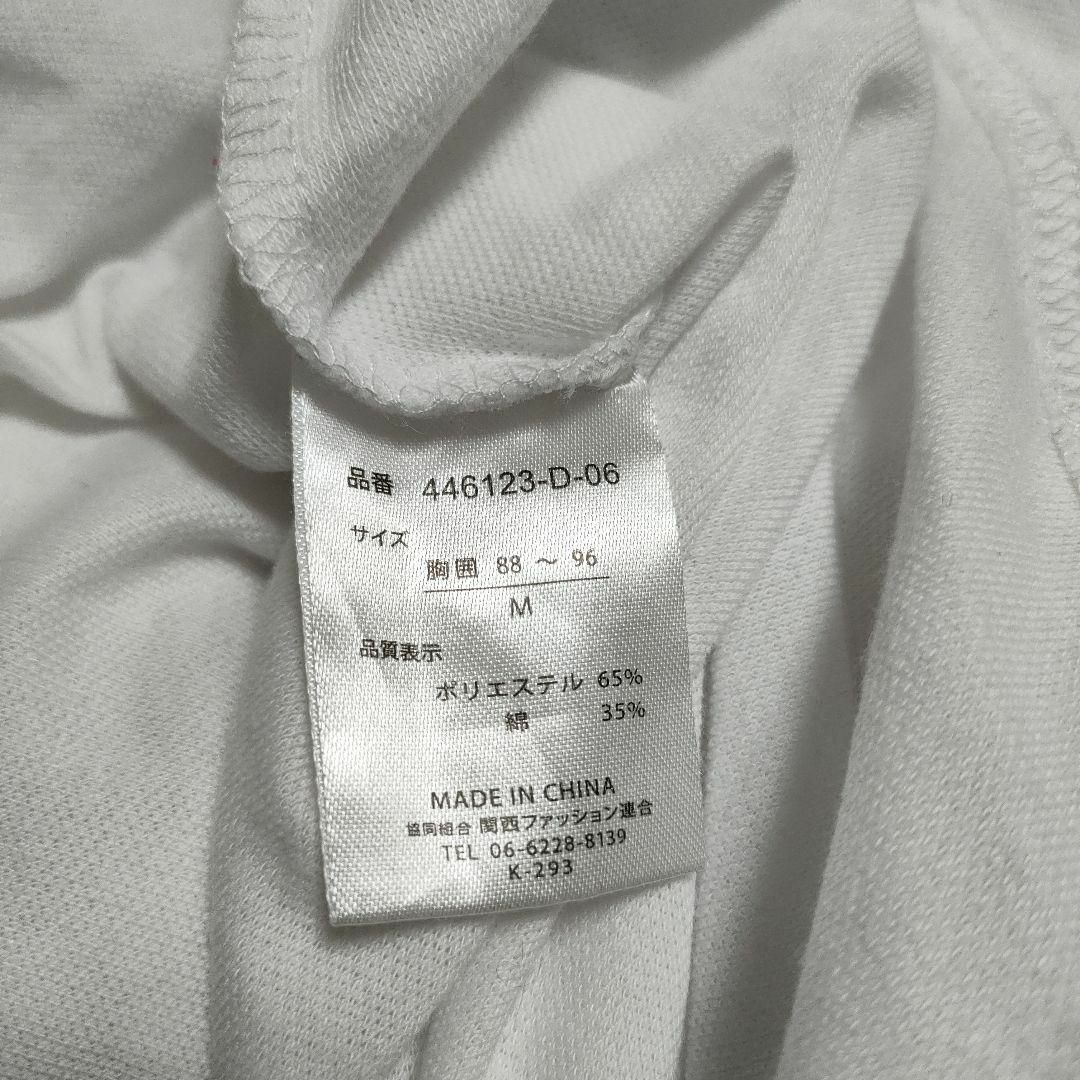 品番 446123-D-06
サイズ
胸囲 88 ～ 96
M
品質表示
ポリエステル 65%
綿 35%
MADE IN CHINA
協同組合 関西ファッション連合
TEL 06-6228-8139
K-293